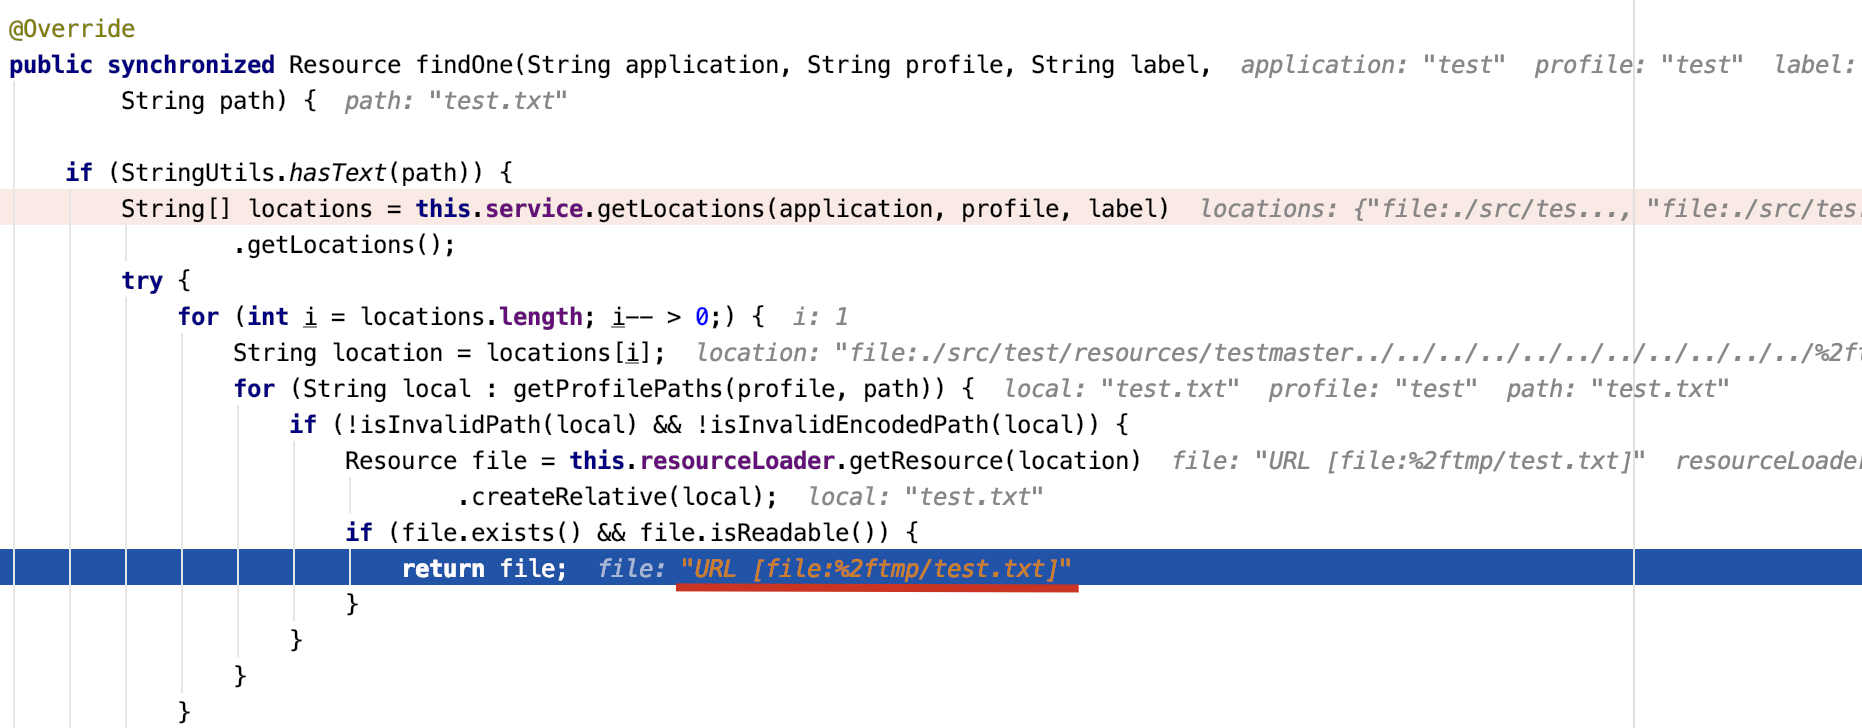 @Override
public synchronized Resource findOne(String application, String profile, String label,  application: "test"  profile: "test"  label:
        String path) {  path: "test.txt"
    if (StringUtils.hasText(path)) {
        String[] locations = this.service.getLocations(application, profile, label)  locations: {"file:./src/tes..., "file:./src/tes
                .getLocations();
        try {
            for (int i = locations.length; i-- > 0;) {  i: 1
                String location = locations[i];  location: "file:./src/test/resources/testmaster../../../../../../../../../../../%2f
                for (String local : getProfilePaths(profile, path)) {  local: "test.txt"  profile: "test"  path: "test.txt"
                    if (!isInvalidPath(local) && !isInvalidEncodedPath(local)) {
                        Resource file = this.resourceLoader.getResource(location)  file: "URL [file:%2ftmp/test.txt]"  resourceLoader
                                .createRelative(local);  local: "test.txt"
                        if (file.exists() && file.isReadable()) {
                            return file;  file: "URL [file:%2ftmp/test.txt]"
                        }
                    }
                }
            }